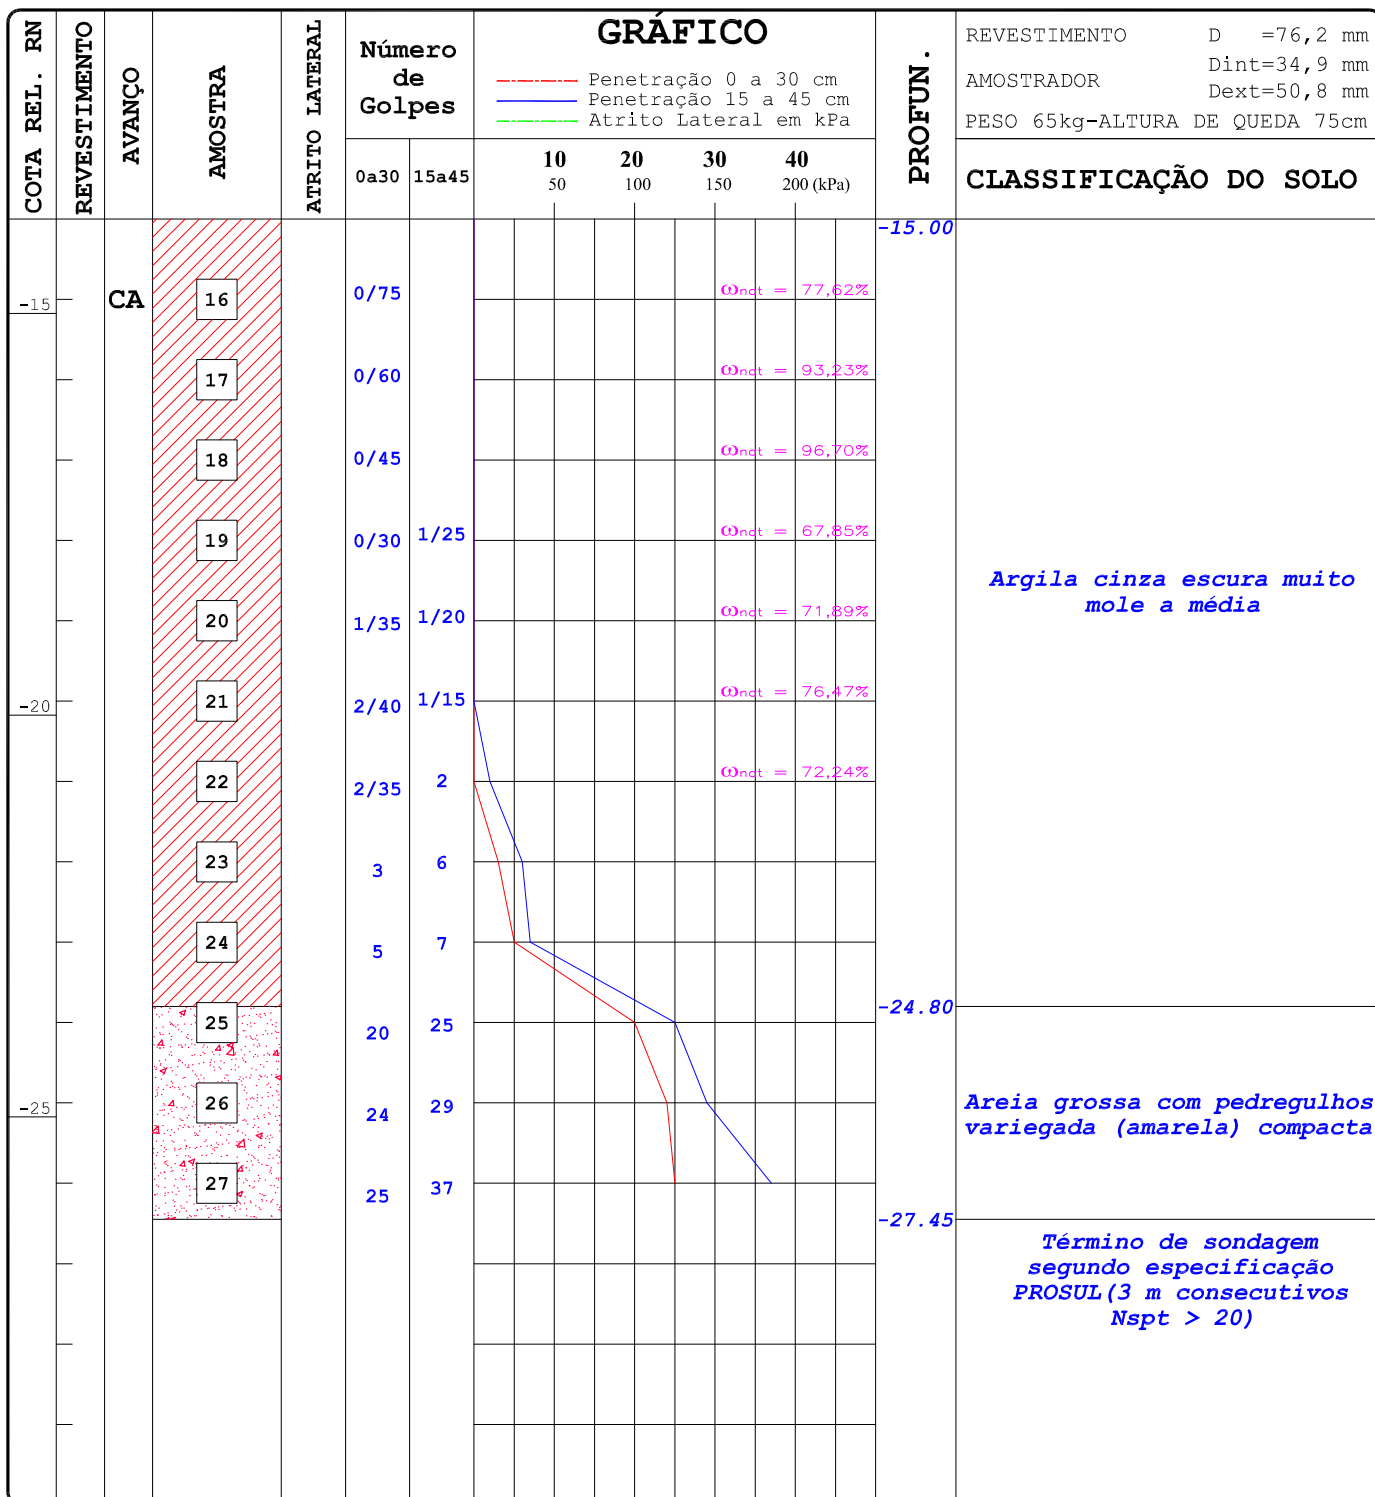 COTA REL. RN
REVESTIMENTO
AVANÇO
AMOSTRA
ATRITO LATERAL
Número
de
Golpes
0a30 15a45
GRÁFICO
Penetração 0 a 30 cm
Penetração 15 a 45 cm
Atrito Lateral em kPa
10 20 30 40
50 100 150 200 (kPa)
PROFUN.
REVESTIMENTO D =76,2 mm
Dint=34,9 mm
AMOSTRADOR
Dext=50,8 mm
PESO 65kg-ALTURA DE QUEDA 75cm
CLASSIFICAÇÃO DO SOLO
-15.00
-15 CA 16 0/75 ωnat = 77,62%
17 0/60 ωnat = 93,23%
18 0/45 ωnat = 96,70%
19 0/30 1/25 ωnat = 67,85%
Argila cinza escura muito
mole a média
20 1/35 1/20 ωnat = 71,89%
-20 21 2/40 1/15 ωnat = 76,47%
22 2/35 2 ωnat = 72,24%
23 3 6
24 5 7
-24.80
25 20 25
-25 26 24 29
Areia grossa com pedregulhos
variegada (amarela) compacta
27 25 37
-27.45
Término de sondagem
segundo especificação
PROSUL(3 m consecutivos
Nspt > 20)